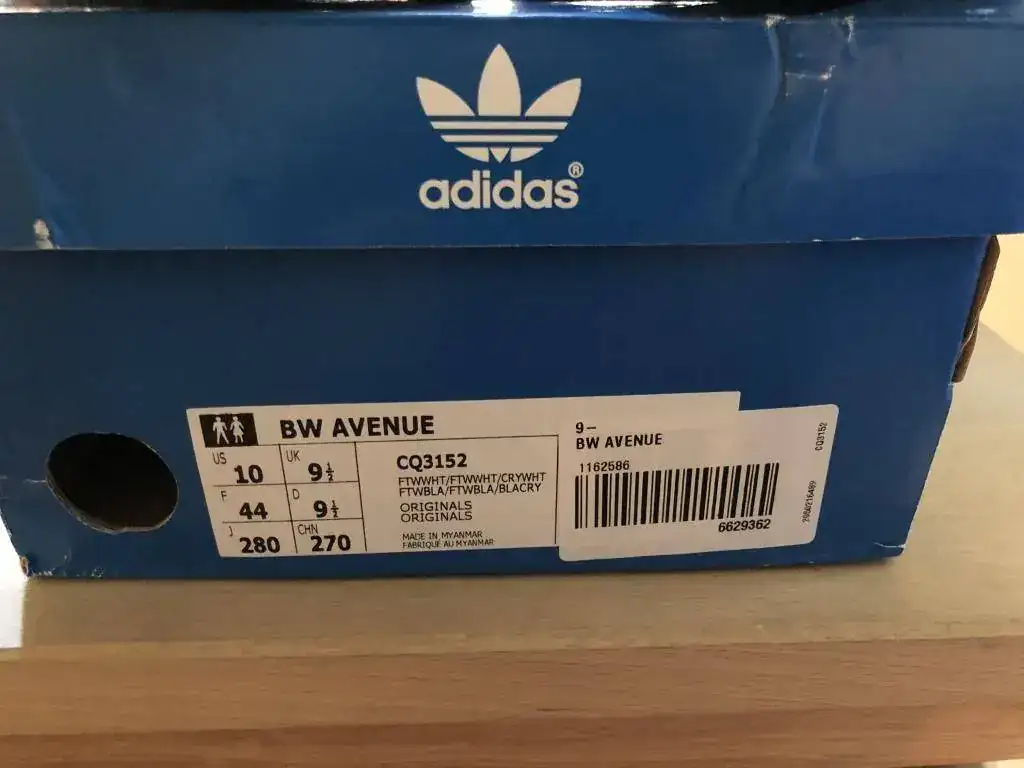 adidas®
BW AVENUE
US 10 UK 9½
F 44 D 9½
J 280 CHN 270
CQ3152
FTWWHT/FTWWHT/CRYWHT
FTWBLA/FTWBLA/BLACRY
ORIGINALS
ORIGINALS
MADE IN MYANMAR
FABRIQUE AU MYANMAR
9-
BW AVENUE
1162586
6629362
CQ3152